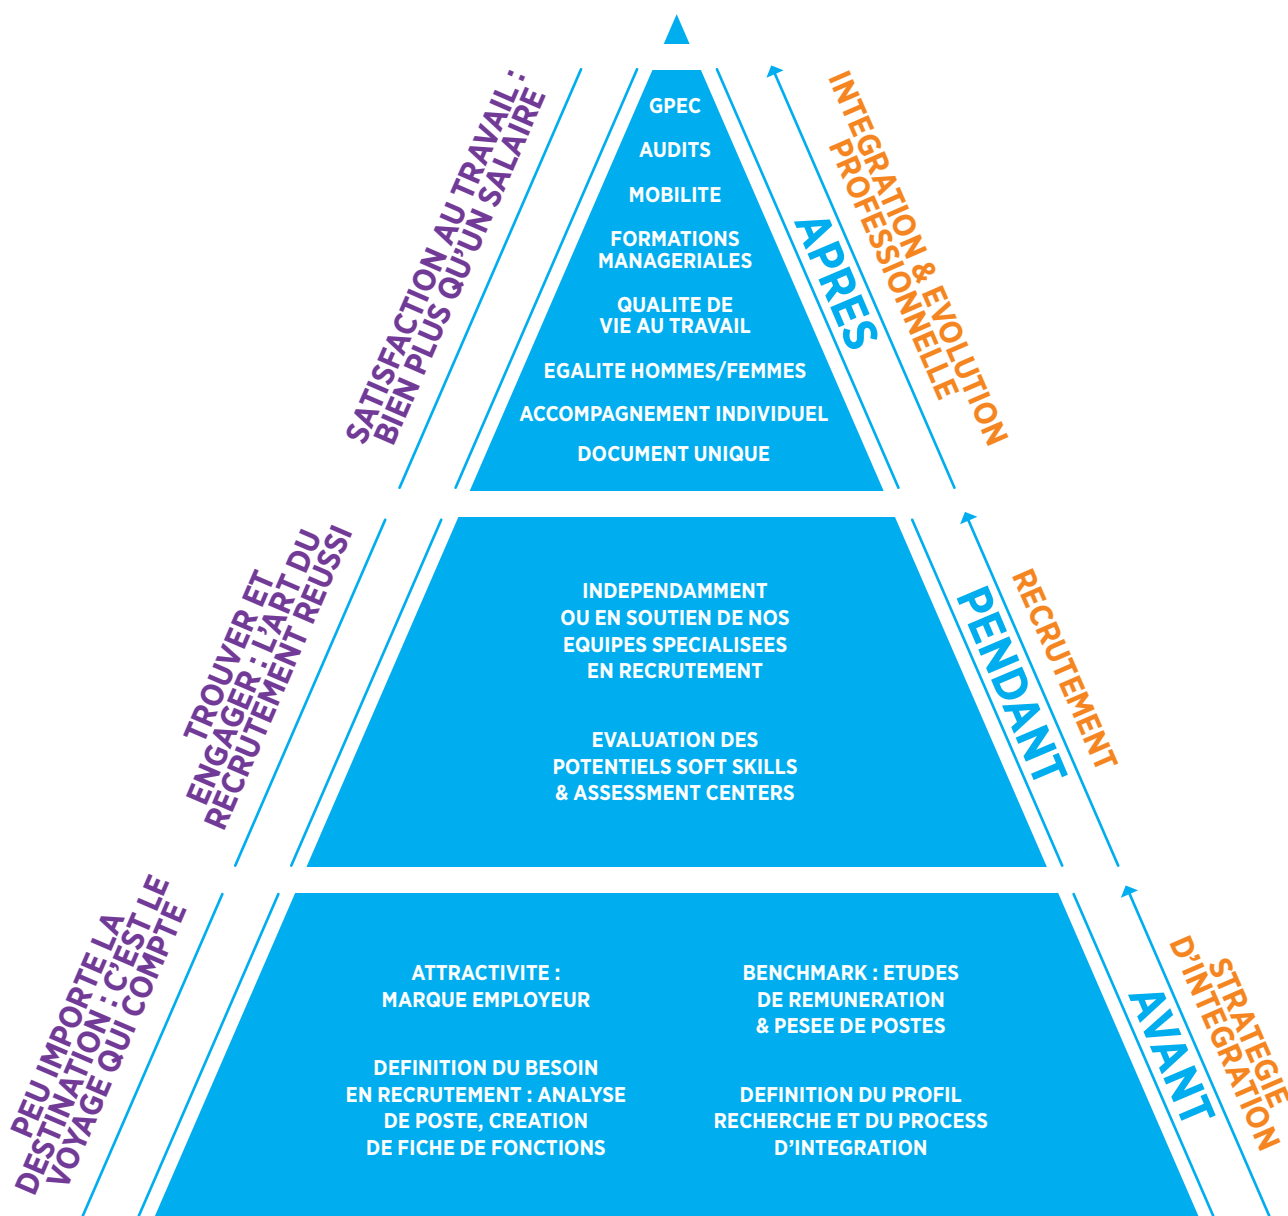 SATISFACTION AU TRAVAIL :
BIEN PLUS QU'UN SALAIRE
GPEC
AUDITS
MOBILITE
FORMATIONS
MANAGERIALES
QUALITE DE
VIE AU TRAVAIL
EGALITE HOMMES/FEMMES
ACCOMPAGNEMENT INDIVIDUEL
DOCUMENT UNIQUE
APRES
INTEGRATION & EVOLUTION
PROFESSIONNELLE
TROUVER ET
ENGAGER : L'ART DU
RECRUTEMENT REUSSI
INDEPENDAMMENT
OU EN SOUTIEN DE NOS
EQUIPES SPECIALISEES
EN RECRUTEMENT
EVALUATION DES
POTENTIELS SOFT SKILLS
& ASSESSMENT CENTERS
PENDANT
RECRUTEMENT
PEU IMPORTE LA
DESTINATION : C'EST LE
VOYAGE QUI COMPTE
ATTRACTIVITE :
MARQUE EMPLOYEUR
DEFINITION DU BESOIN
EN RECRUTEMENT : ANALYSE
DE POSTE, CREATION
DE FICHE DE FONCTIONS
BENCHMARK : ETUDES
DE REMUNERATION
& PESEE DE POSTES
DEFINITION DU PROFIL
RECHERCHE ET DU PROCESS
D'INTEGRATION
AVANT
STRATEGIE
D'INTEGRATION